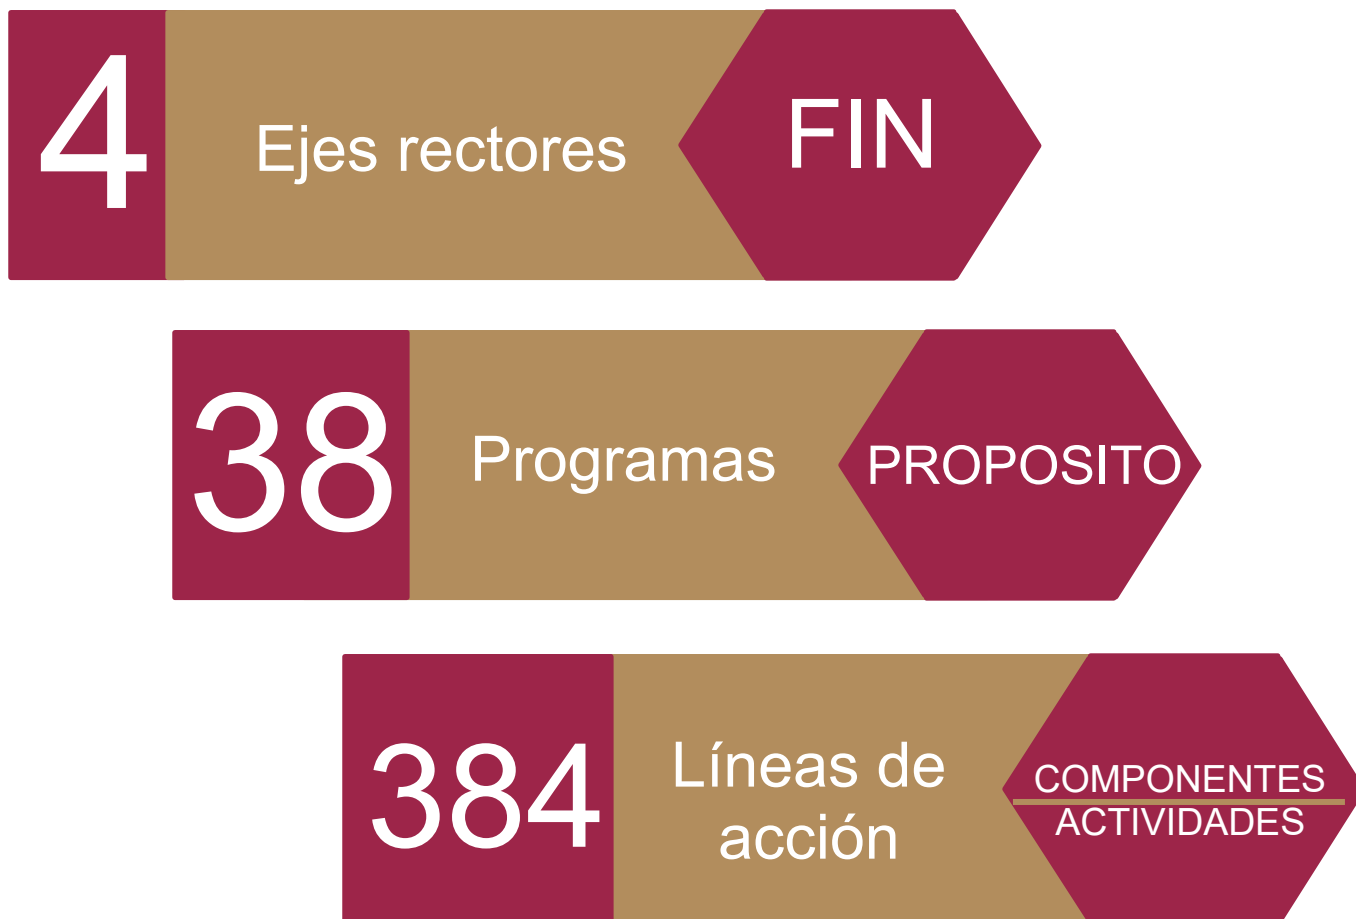 4
Ejes rectores
FIN
38
Programas
PROPOSITO
384
Líneas de
acción
COMPONENTES
ACTIVIDADES